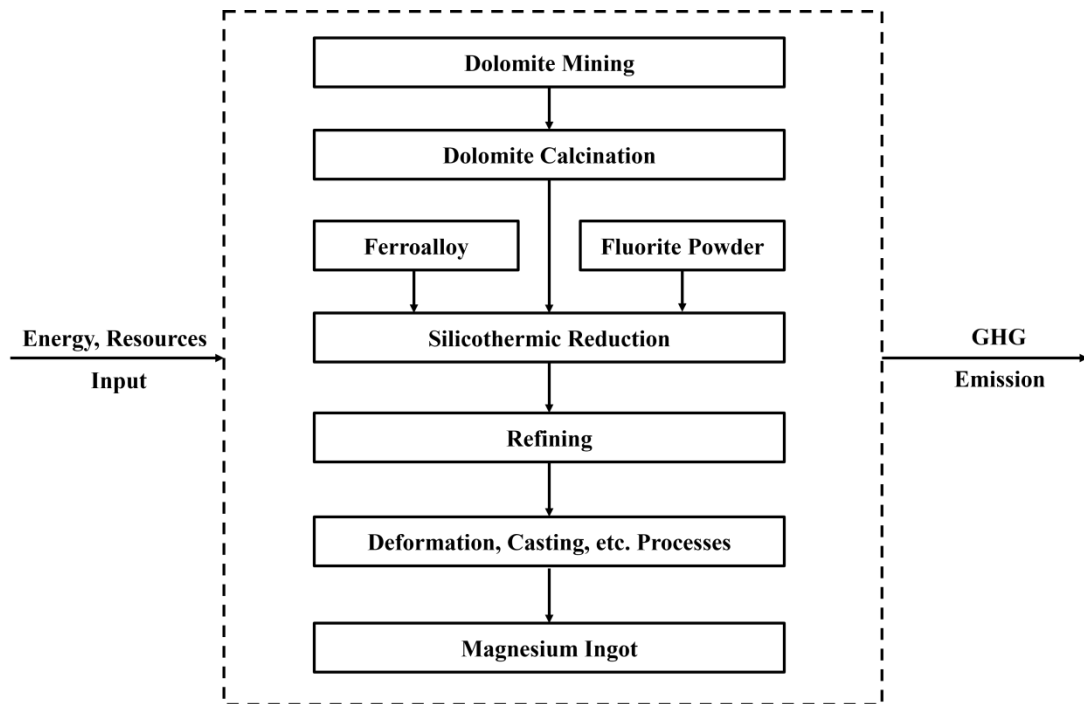 Dolomite Mining
Dolomite Calcination
Ferroalloy
Fluorite Powder
Energy, Resources
Input
Silicothermic Reduction
GHG
Emission
Refining
Deformation, Casting, etc. Processes
Magnesium Ingot